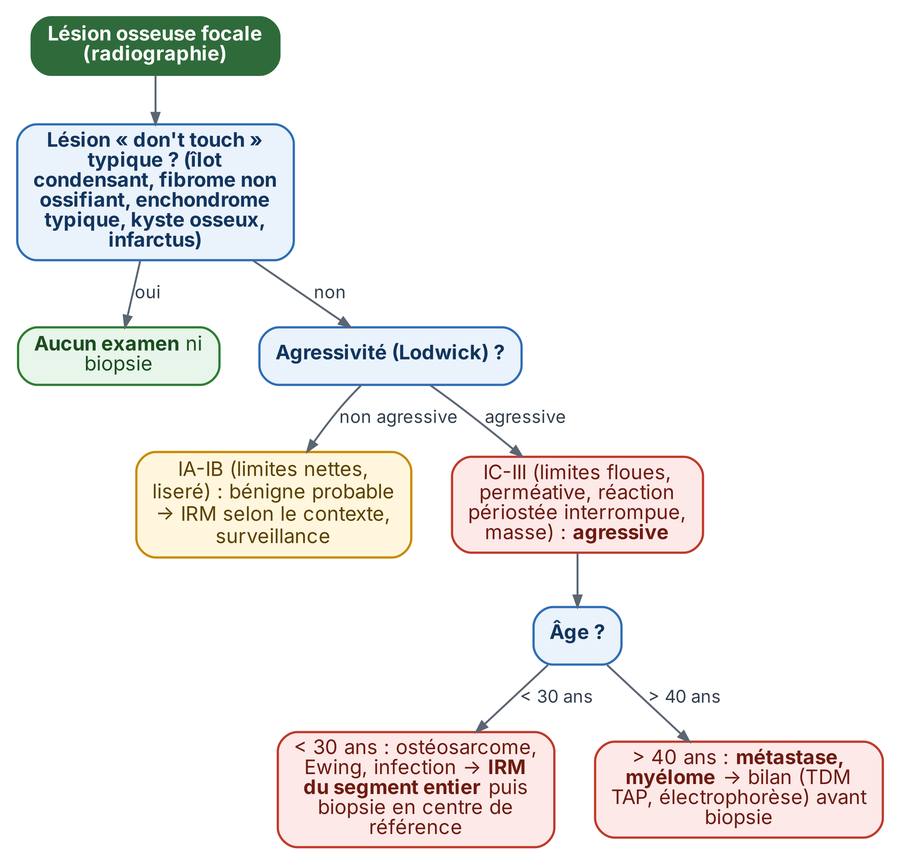 Lésion osseuse focale
(radiographie)
Lésion « don't touch »
typique ? (îlot
condensant, fibrome non
ossifiant, enchondrome
typique, kyste osseux,
infarctus)
oui
non
Aucun examen ni
biopsie
Agressivité (Lodwick) ?
non agressive
agressive
IA-IB (limites nettes,
liseré) : bénigne probable
→ IRM selon le contexte,
surveillance
IC-III (limites floues,
perméative, réaction
périostée interrompue,
masse) : agressive
Âge ?
< 30 ans
> 40 ans
< 30 ans : ostéosarcome,
Ewing, infection → IRM
du segment entier puis
biopsie en centre de
référence
> 40 ans : métastase,
myélome → bilan (TDM
TAP, électrophorèse) avant
biopsie